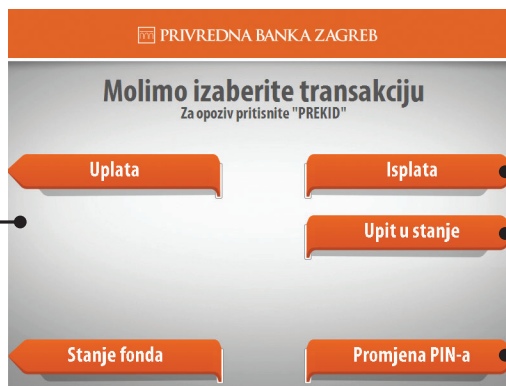 PRIVREDNA BANKA ZAGREB
Molimo izaberite transakciju
Za opoziv pritisnite "PREKID"
Uplata
Isplata
Upit u stanje
Stanje fonda
Promjena PIN-a